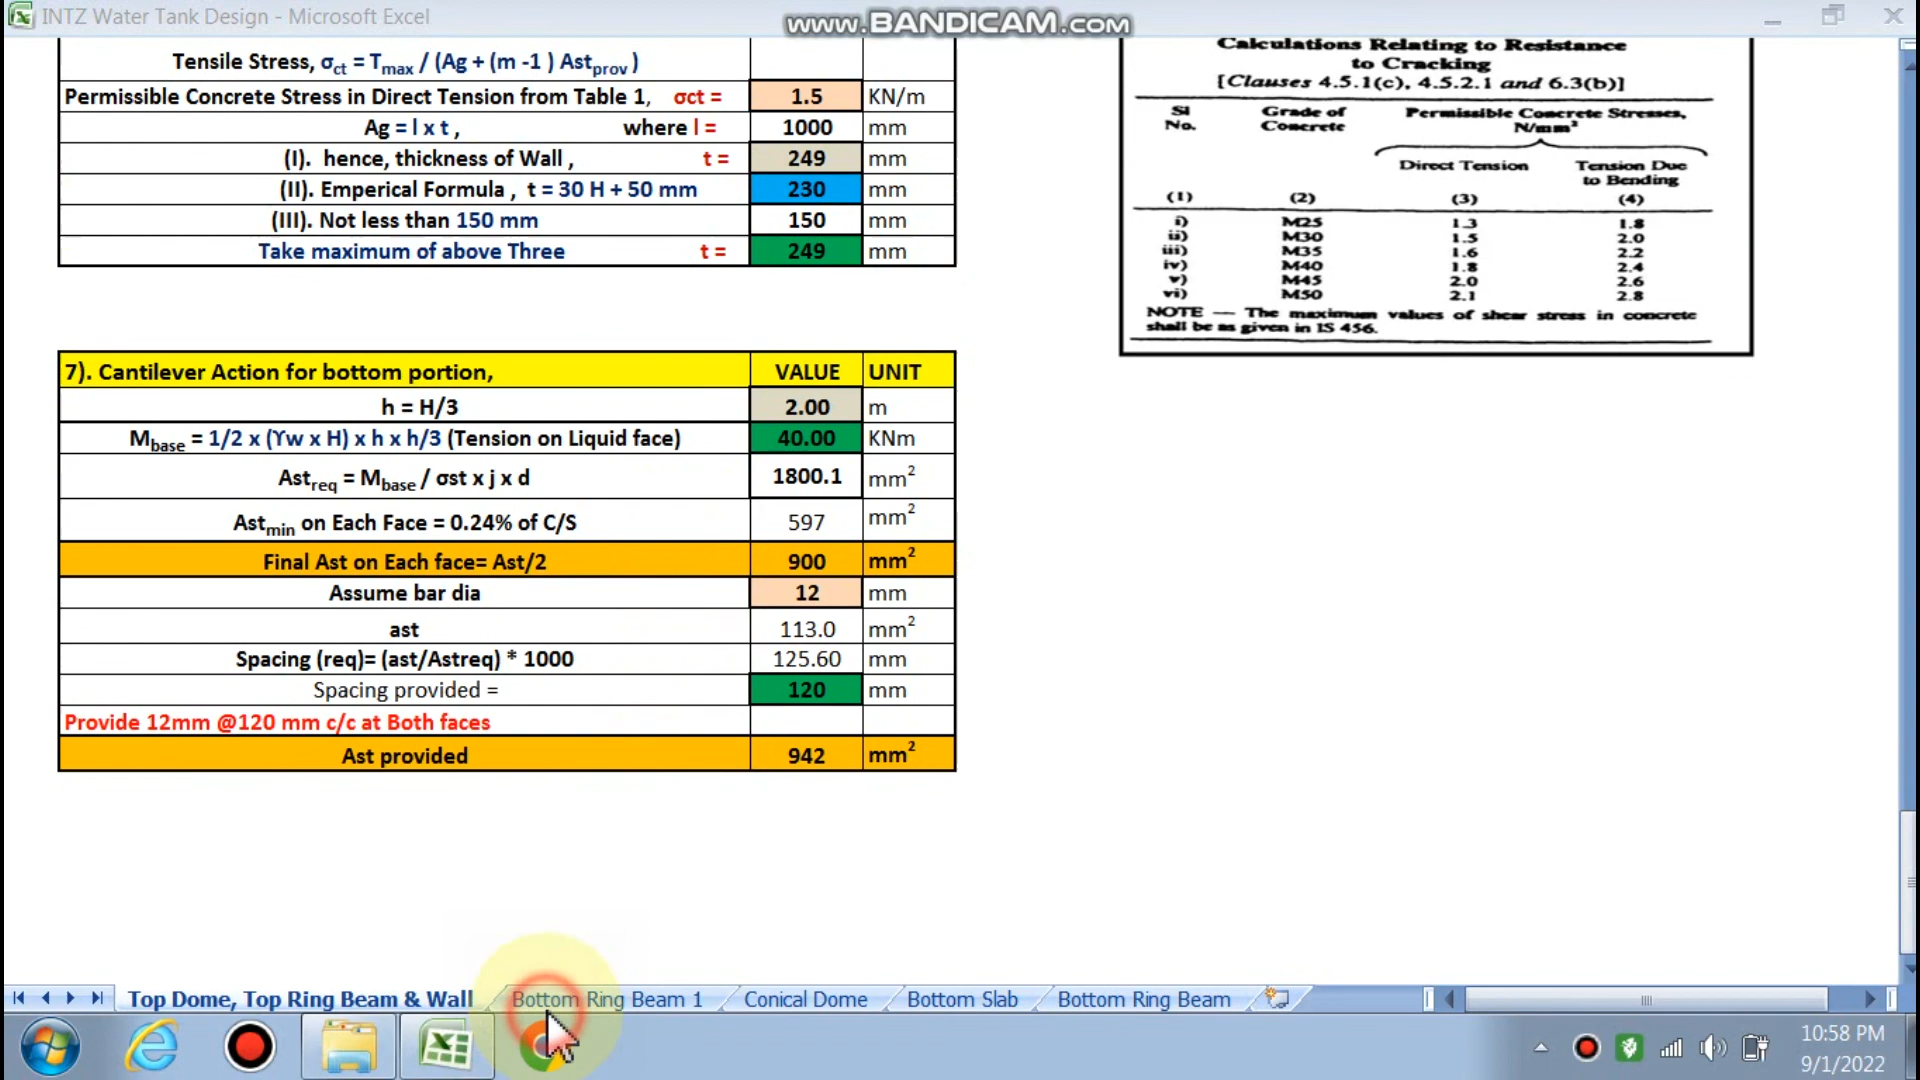 INTZ Water Tank Design - Microsoft Excel
www.BANDICAM.com
Tensile Stress, σct = Tmax / (Ag + (m -1 ) Astprov )
Permissible Concrete Stress in Direct Tension from Table 1, σct = 1.5 KN/m
Ag = l x t , where l = 1000 mm
(I). hence, thickness of Wall , t = 249 mm
(II). Emperical Formula , t = 30 H + 50 mm 230 mm
(III). Not less than 150 mm 150 mm
Take maximum of above Three t = 249 mm
Calculations Relating to Resistance
to Cracking
[Clauses 4.5.1(c), 4.5.2.1 and 6.3(b)]
Sl No. Grade of Concrete Permissible Concrete Stresses, N/mm²
Direct Tension Tension Due to Bending
(1) (2) (3) (4)
i) M25 1.3 1.8
ii) M30 1.5 2.0
iii) M35 1.6 2.2
iv) M40 1.8 2.4
v) M45 2.0 2.6
vi) M50 2.1 2.8
NOTE — The maximum values of shear stress in concrete
shall be as given in IS 456.
7). Cantilever Action for bottom portion, VALUE UNIT
h = H/3 2.00 m
Mbase = 1/2 x (ϒw x H) x h x h/3 (Tension on Liquid face) 40.00 KNm
Astreq = Mbase / σst x j x d 1800.1 mm²
Astmin on Each Face = 0.24% of C/S 597 mm²
Final Ast on Each face= Ast/2 900 mm²
Assume bar dia 12 mm
ast 113.0 mm²
Spacing (req)= (ast/Astreq) * 1000 125.60 mm
Spacing provided = 120 mm
Provide 12mm @120 mm c/c at Both faces
Ast provided 942 mm²
Top Dome, Top Ring Beam & Wall Bottom Ring Beam 1 Conical Dome Bottom Slab Bottom Ring Beam
10:58 PM
9/1/2022